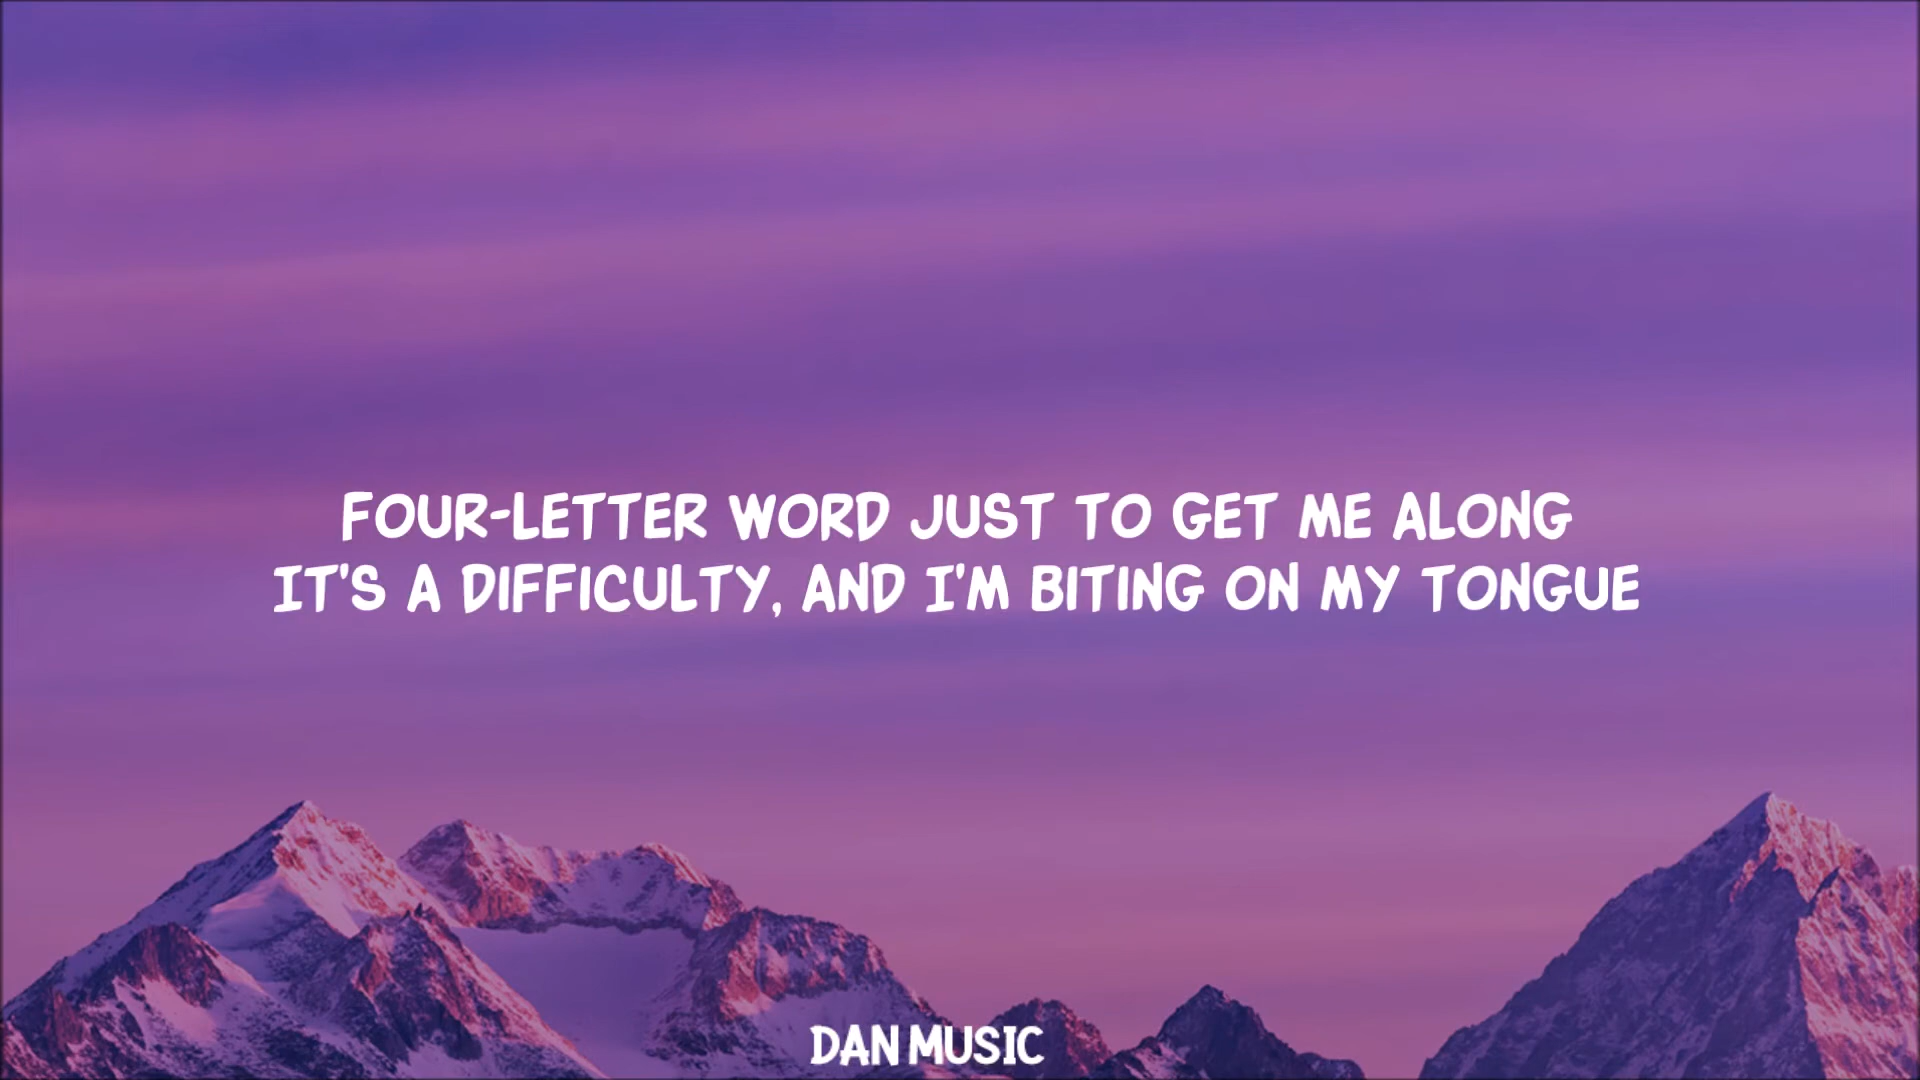 FOUR-LETTER WORD JUST TO GET ME ALONG
IT'S A DIFFICULTY, AND I'M BITING ON MY TONGUE
DAN MUSIC